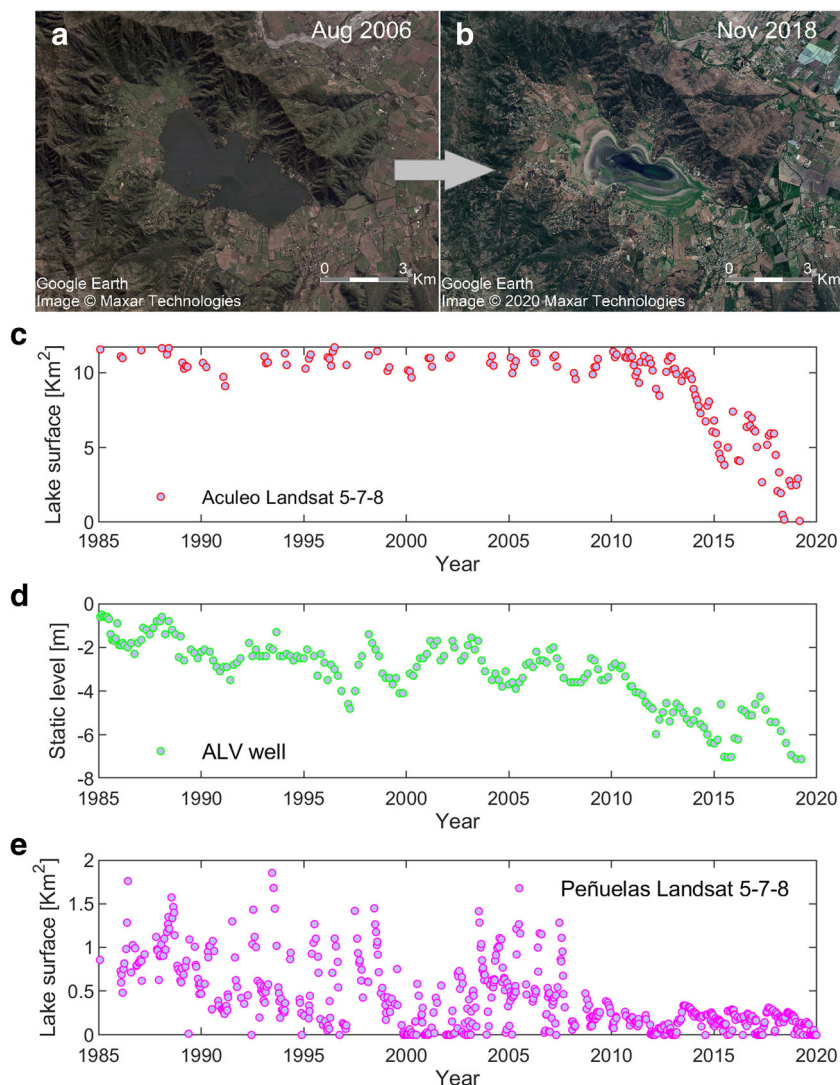 a Aug 2006
b Nov 2018
0 3
Km
Google Earth
Image © Maxar Technologies
0 3
Km
Google Earth
Image © 2020 Maxar Technologies
c
Lake surface [Km²]
10
5
0
Aculeo Landsat 5-7-8
1985 1990 1995 2000 2005 2010 2015 2020
Year
d
Static level [m]
0
-2
-4
-6
-8
ALV well
1985 1990 1995 2000 2005 2010 2015 2020
Year
e
Lake surface [Km²]
2
1.5
1
0.5
0
Peñuelas Landsat 5-7-8
1985 1990 1995 2000 2005 2010 2015 2020
Year